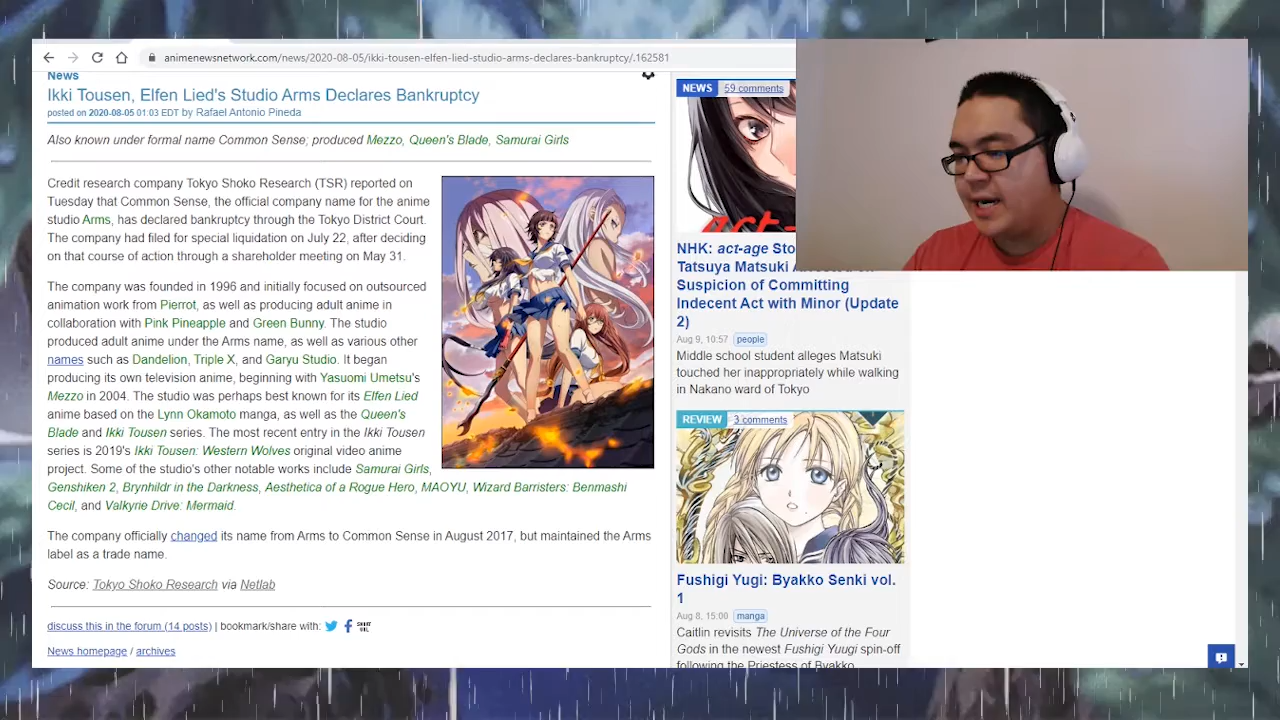 animenewsnetwork.com/news/2020-08-05/ikki-tousen-elfen-lied-studio-arms-declares-bankruptcy/.162581
News
Ikki Tousen, Elfen Lied's Studio Arms Declares Bankruptcy
posted on 2020-08-05 01:03 EDT by Rafael Antonio Pineda
Also known under formal name Common Sense; produced Mezzo, Queen's Blade, Samurai Girls
Credit research company Tokyo Shoko Research (TSR) reported on
Tuesday that Common Sense, the official company name for the anime
studio Arms, has declared bankruptcy through the Tokyo District Court.
The company had filed for special liquidation on July 22, after deciding
on that course of action through a shareholder meeting on May 31.
The company was founded in 1996 and initially focused on outsourced
animation work from Pierrot, as well as producing adult anime in
collaboration with Pink Pineapple and Green Bunny. The studio
produced adult anime under the Arms name, as well as various other
names such as Dandelion, Triple X, and Garyu Studio. It began
producing its own television anime, beginning with Yasuomi Umetsu's
Mezzo in 2004. The studio was perhaps best known for its Elfen Lied
anime based on the Lynn Okamoto manga, as well as the Queen's
Blade and Ikki Tousen series. The most recent entry in the Ikki Tousen
series is 2019's Ikki Tousen: Western Wolves original video anime
project. Some of the studio's other notable works include Samurai Girls,
Genshiken 2, Brynhildr in the Darkness, Aesthetica of a Rogue Hero, MAOYU, Wizard Barristers: Benmashi
Cecil, and Valkyrie Drive: Mermaid.
The company officially changed its name from Arms to Common Sense in August 2017, but maintained the Arms
label as a trade name.
Source: Tokyo Shoko Research via Netlab
discuss this in the forum (14 posts) | bookmark/share with:
News homepage / archives
NEWS 59 comments
act-
NHK: act-age Sto
Tatsuya Matsuki
Suspicion of Committing
Indecent Act with Minor (Update
2)
Aug 9, 10:57 people
Middle school student alleges Matsuki
touched her inappropriately while walking
in Nakano ward of Tokyo
REVIEW 3 comments
Fushigi Yugi: Byakko Senki vol.
1
Aug 8, 15:00 manga
Caitlin revisits The Universe of the Four
Gods in the newest Fushigi Yuugi spin-off
following the Priestess of Byakko